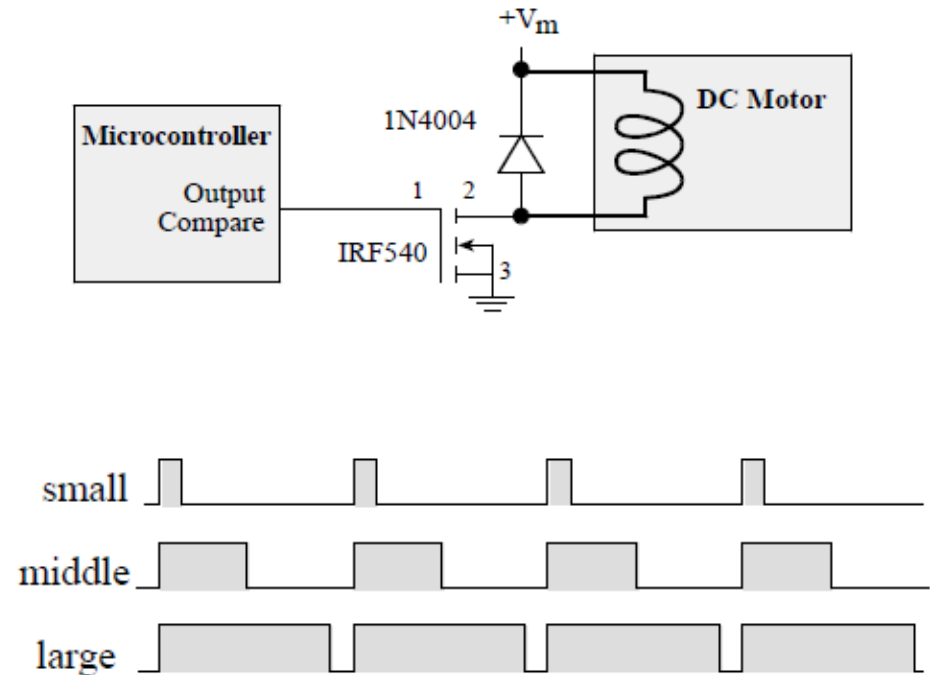 +Vm
DC Motor
1N4004
Microcontroller
Output
Compare
1 2
IRF540
3
small
middle
large